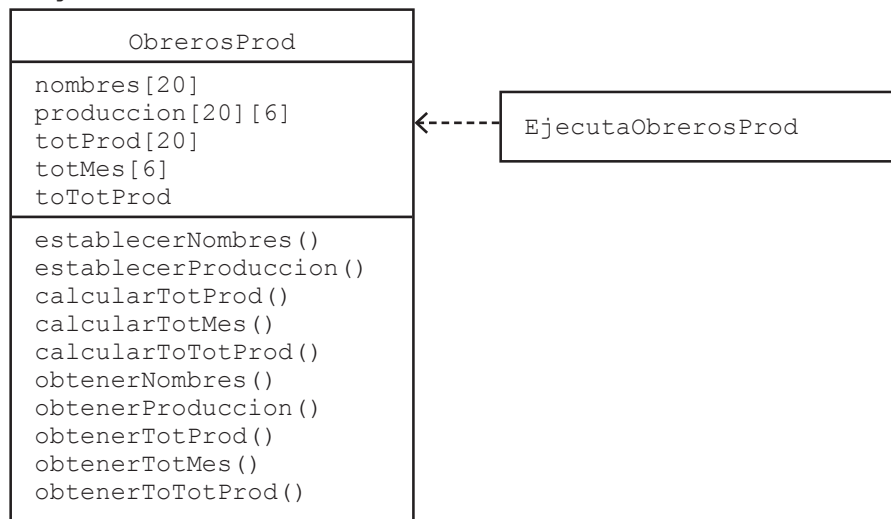 ObrerosProd
nombres[20]
produccion[20][6]
totProd[20]
totMes[6]
toTotProd
EjecutaObrerosProd
establecerNombres()
establecerProduccion()
calcularTotProd()
calcularTotMes()
calcularToTotProd()
obtenerNombres()
obtenerProduccion()
obtenerTotProd()
obtenerTotMes()
obtenerToTotProd()